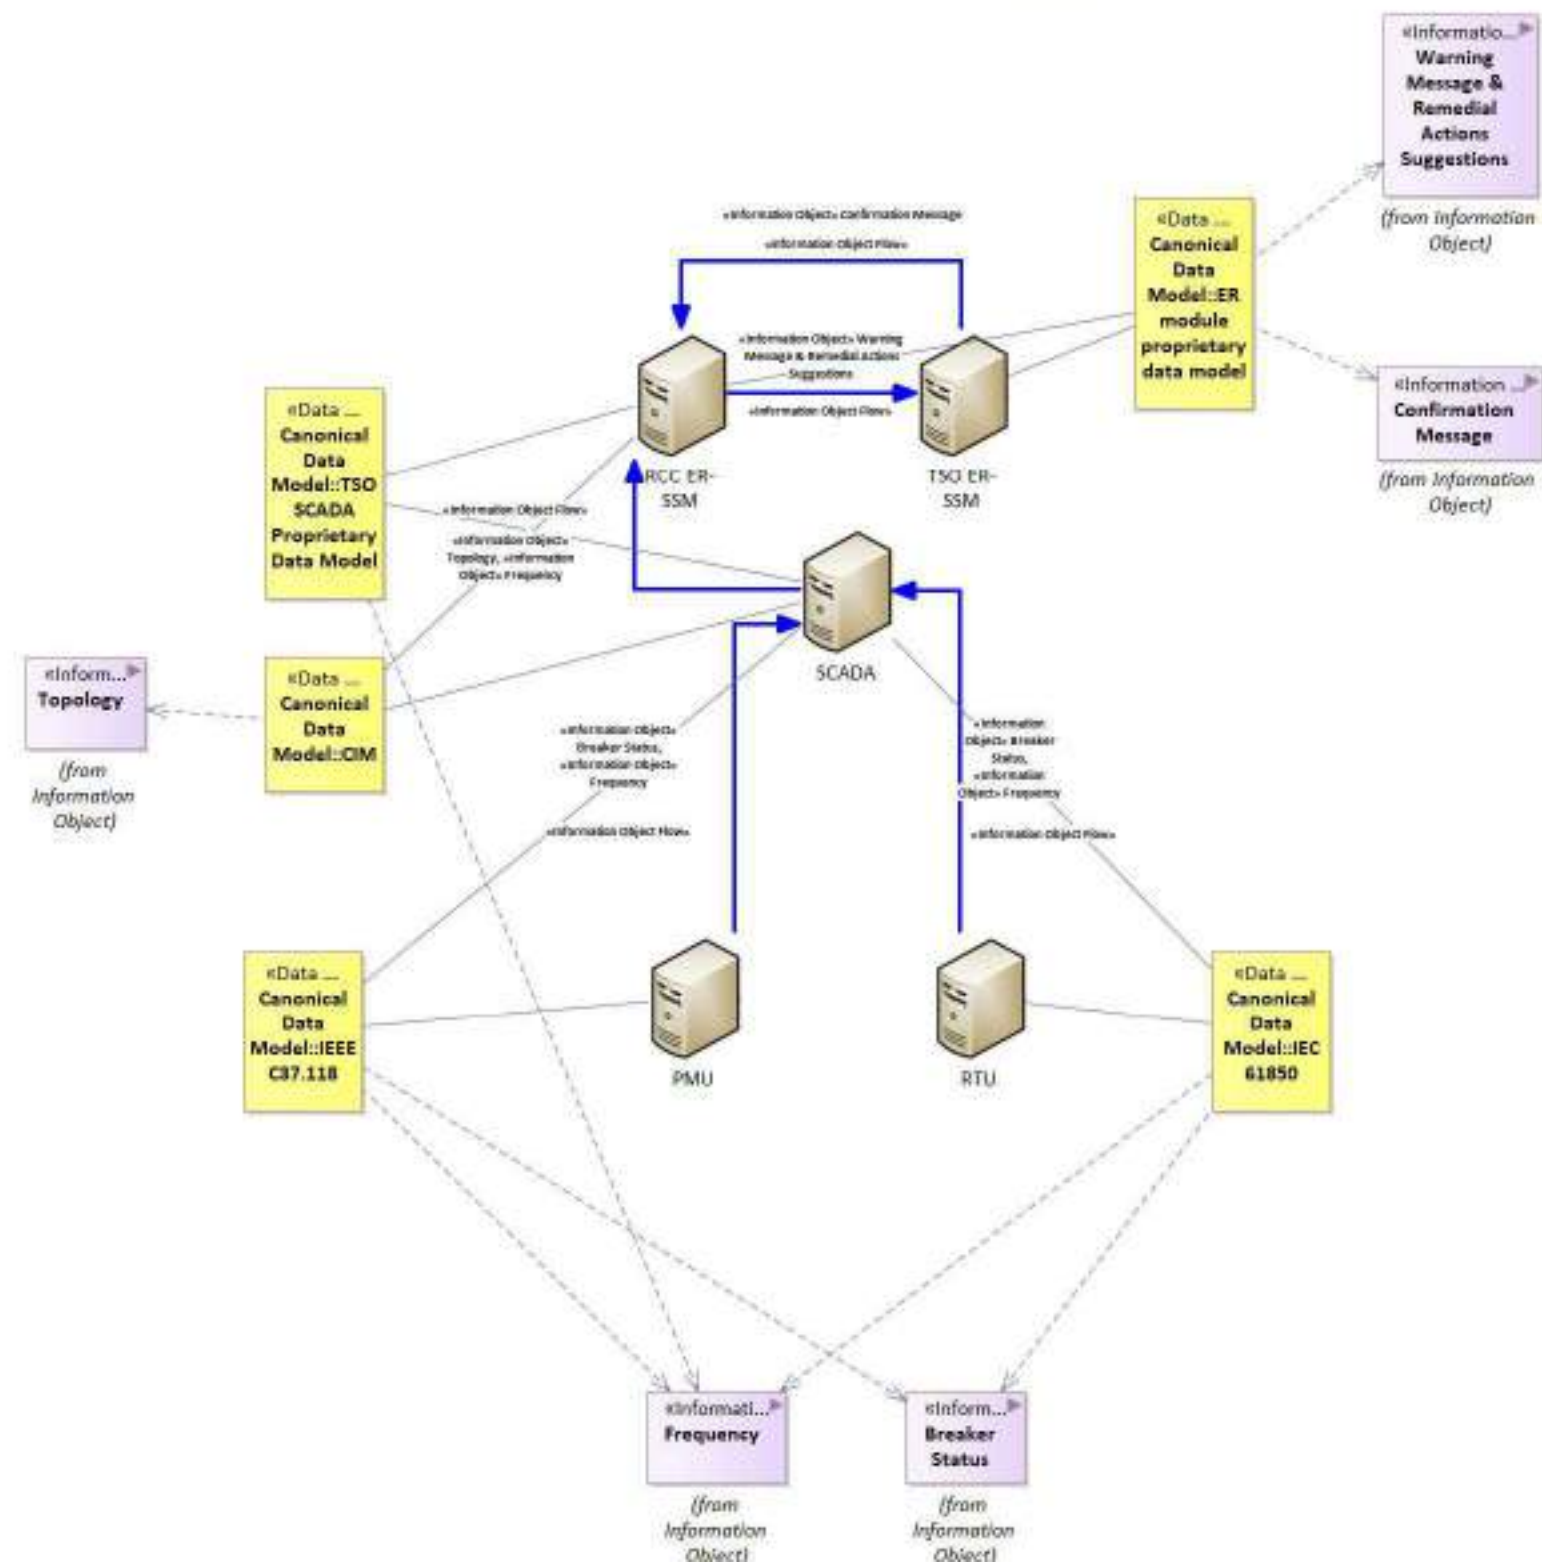 «Informatio...
Warning
Message &
Remedial
Actions
Suggestions
(from Information
Object)
«Information Object» Confirmation Message
«Information Object Flow»
«Data ...
Canonical
Data
Model::ER
module
proprietary
data model
«Information Object» Warning
Message & Remedial Actions
Suggestions
«Information Object Flow»
«Information ...
Confirmation
Message
(from Information
Object)
RCC ER-
SSM
TSO ER-
SSM
«Data ...
Canonical
Data
Model::TSO
SCADA
Proprietary
Data Model
«Information Object Flow»
«Information Object»
Topology, «Information
Object» Frequency
SCADA
«Inform...
Topology
(from
Information
Object)
«Data ...
Canonical
Data
Model::CIM
«Information Object»
Breaker Status,
«Information Object»
Frequency
«Information Object Flow»
«Information
Object» Breaker
Status,
«Information
Object» Frequency
«Information Object Flow»
«Data ...
Canonical
Data
Model::IEEE
C37.118
PMU
RTU
«Data ...
Canonical
Data
Model::IEC
61850
«Informati...
Frequency
(from
Information
Object)
«Inform...
Breaker
Status
(from
Information
Object)